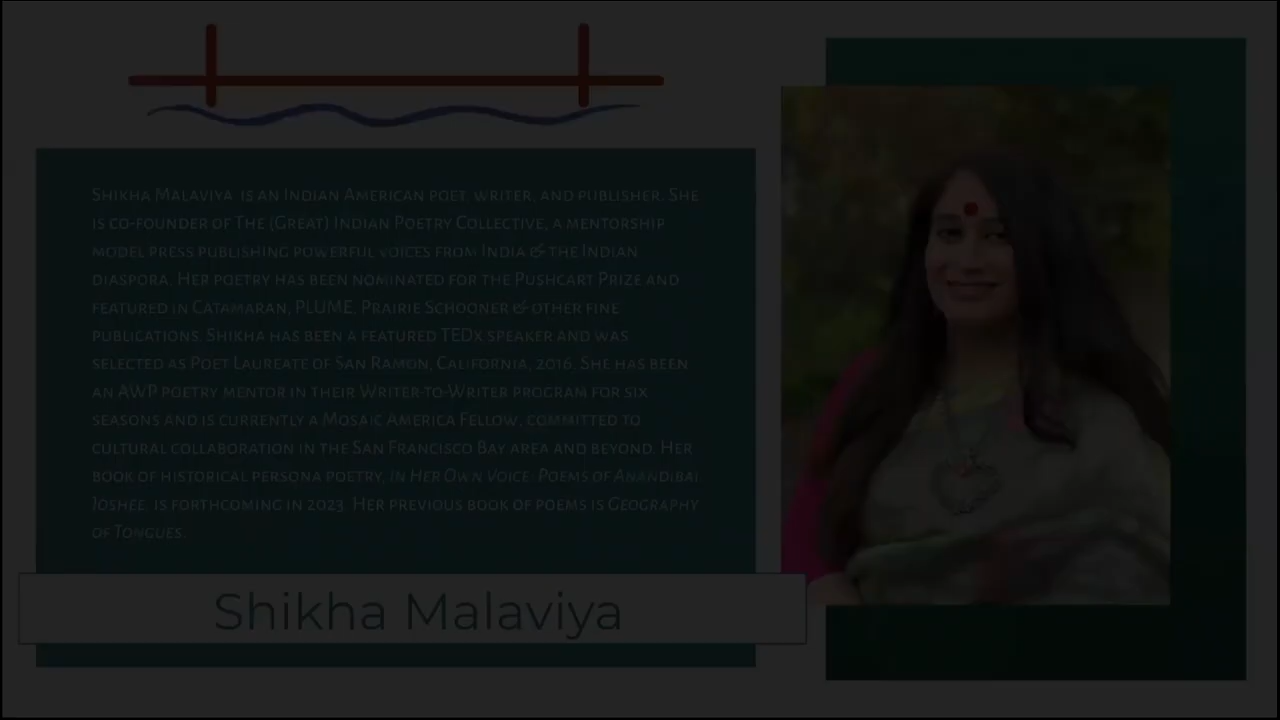 Shikha Malaviya is an Indian American poet, writer, and publisher. She
is co-founder of The (Great) Indian Poetry Collective, a mentorship
model press publishing powerful voices from India & the Indian
diaspora. Her poetry has been nominated for the Pushcart Prize and
featured in Catamaran, PLUME, Prairie Schooner & other fine
publications. Shikha has been a featured TEDx speaker and was
selected as Poet Laureate of San Ramon, California, 2016. She has been
an AWP poetry mentor in their Writer-to-Writer program for six
seasons and is currently a Mosaic America Fellow, committed to
cultural collaboration in the San Francisco Bay area and beyond. Her
book of historical persona poetry, In Her Own Voice: Poems of Anandibai
Joshee, is forthcoming in 2023. Her previous book of poems is Geography
of Tongues.
Shikha Malaviya